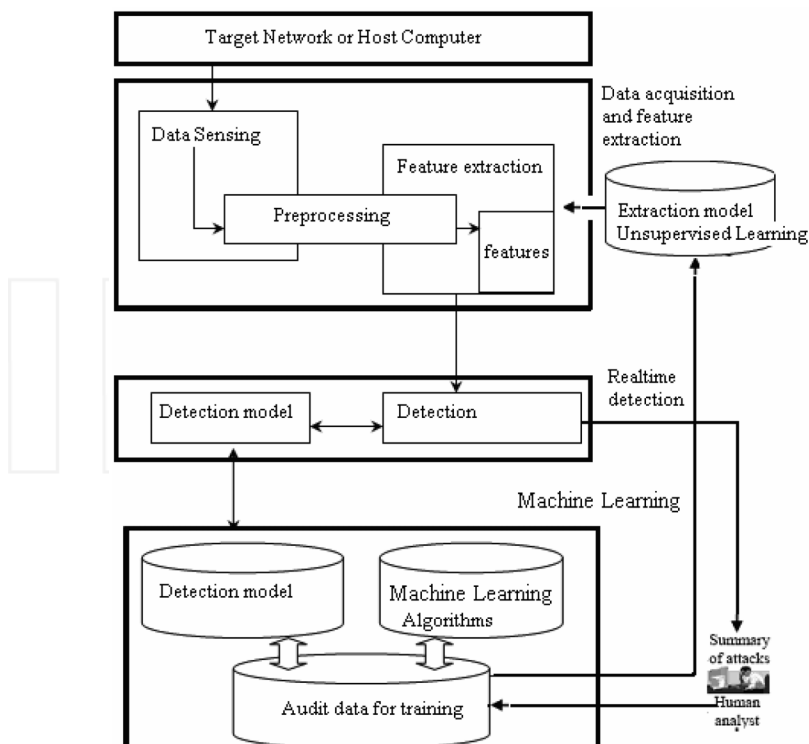 Target Network or Host Computer
Data acquisition
and feature
extraction
Data Sensing
Feature extraction
Preprocessing
features
Extraction model
Unsupervised Learning
Realtime
detection
Detection model
Detection
Machine Learning
Detection model
Machine Learning
Algorithms
Audit data for training
Summary
of attacks
Human
analyst